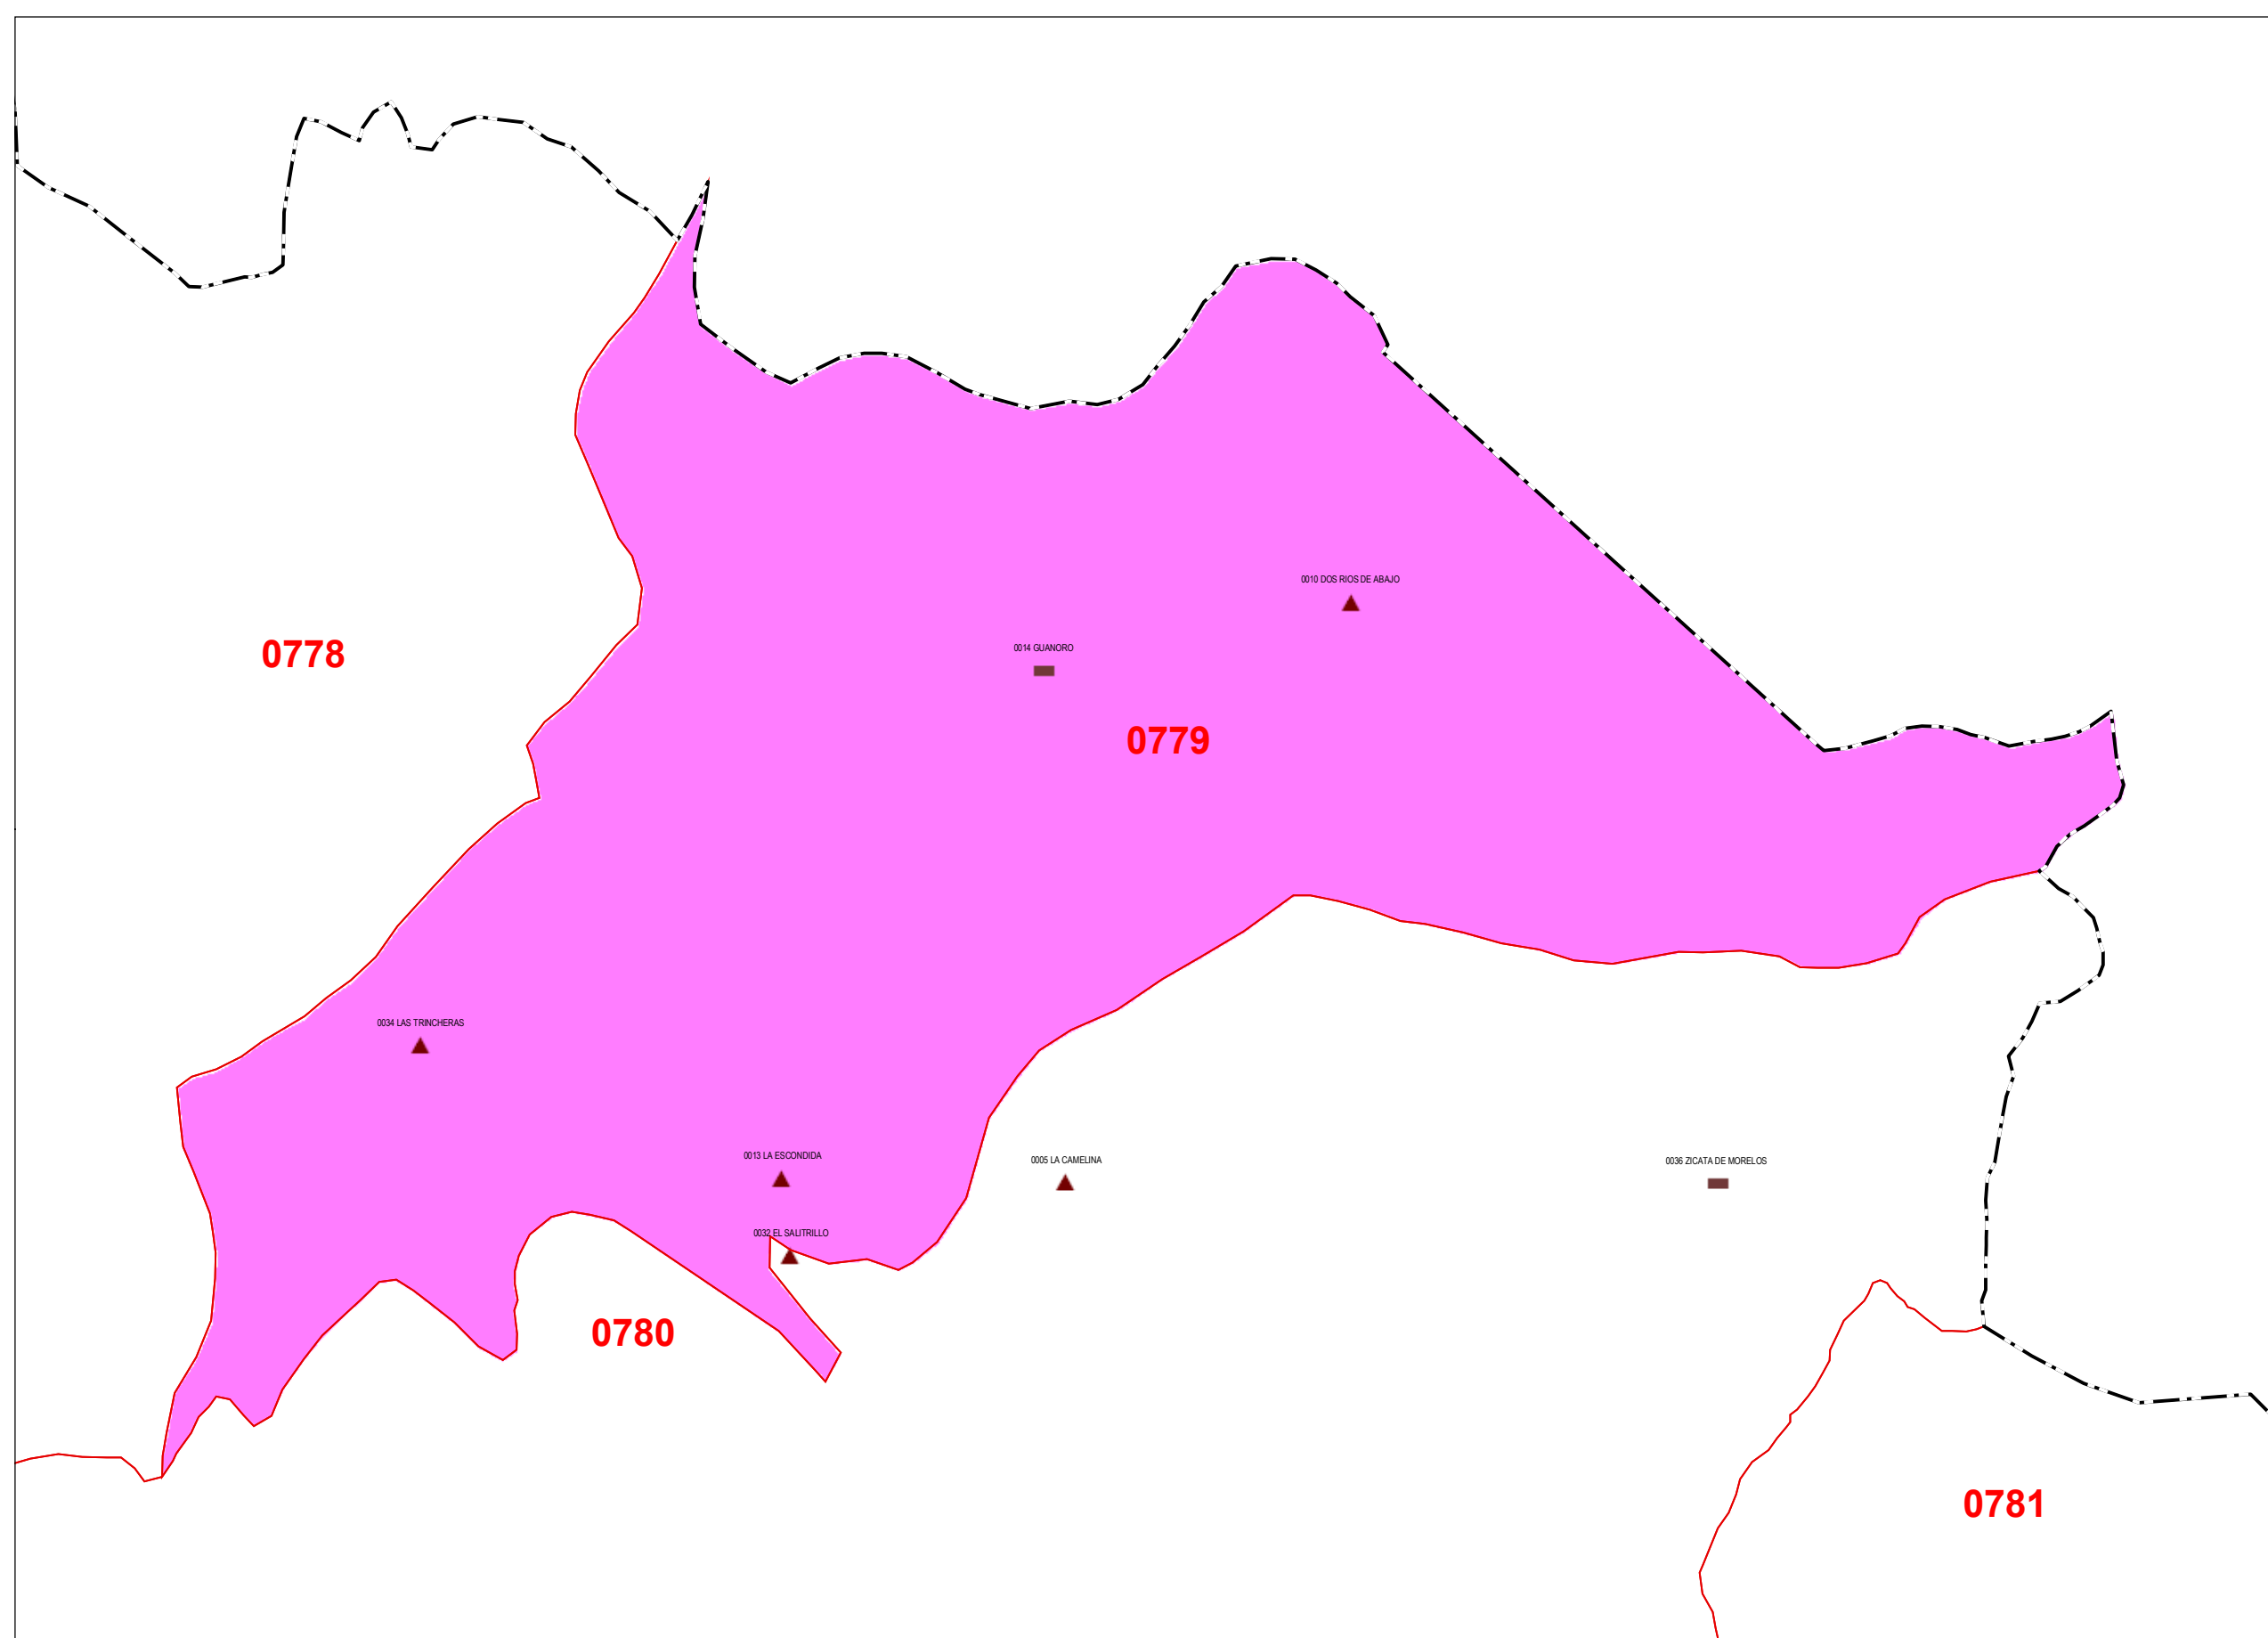 0010 DOS RIOS DE ABAJO
0014 GUANORO
0778
0779
0034 LAS TRINCHERAS
0013 LA ESCONDIDA
0005 LA CAMELINA
0036 ZICATA DE MORELOS
0032 EL SALITRILLO
0780
0781